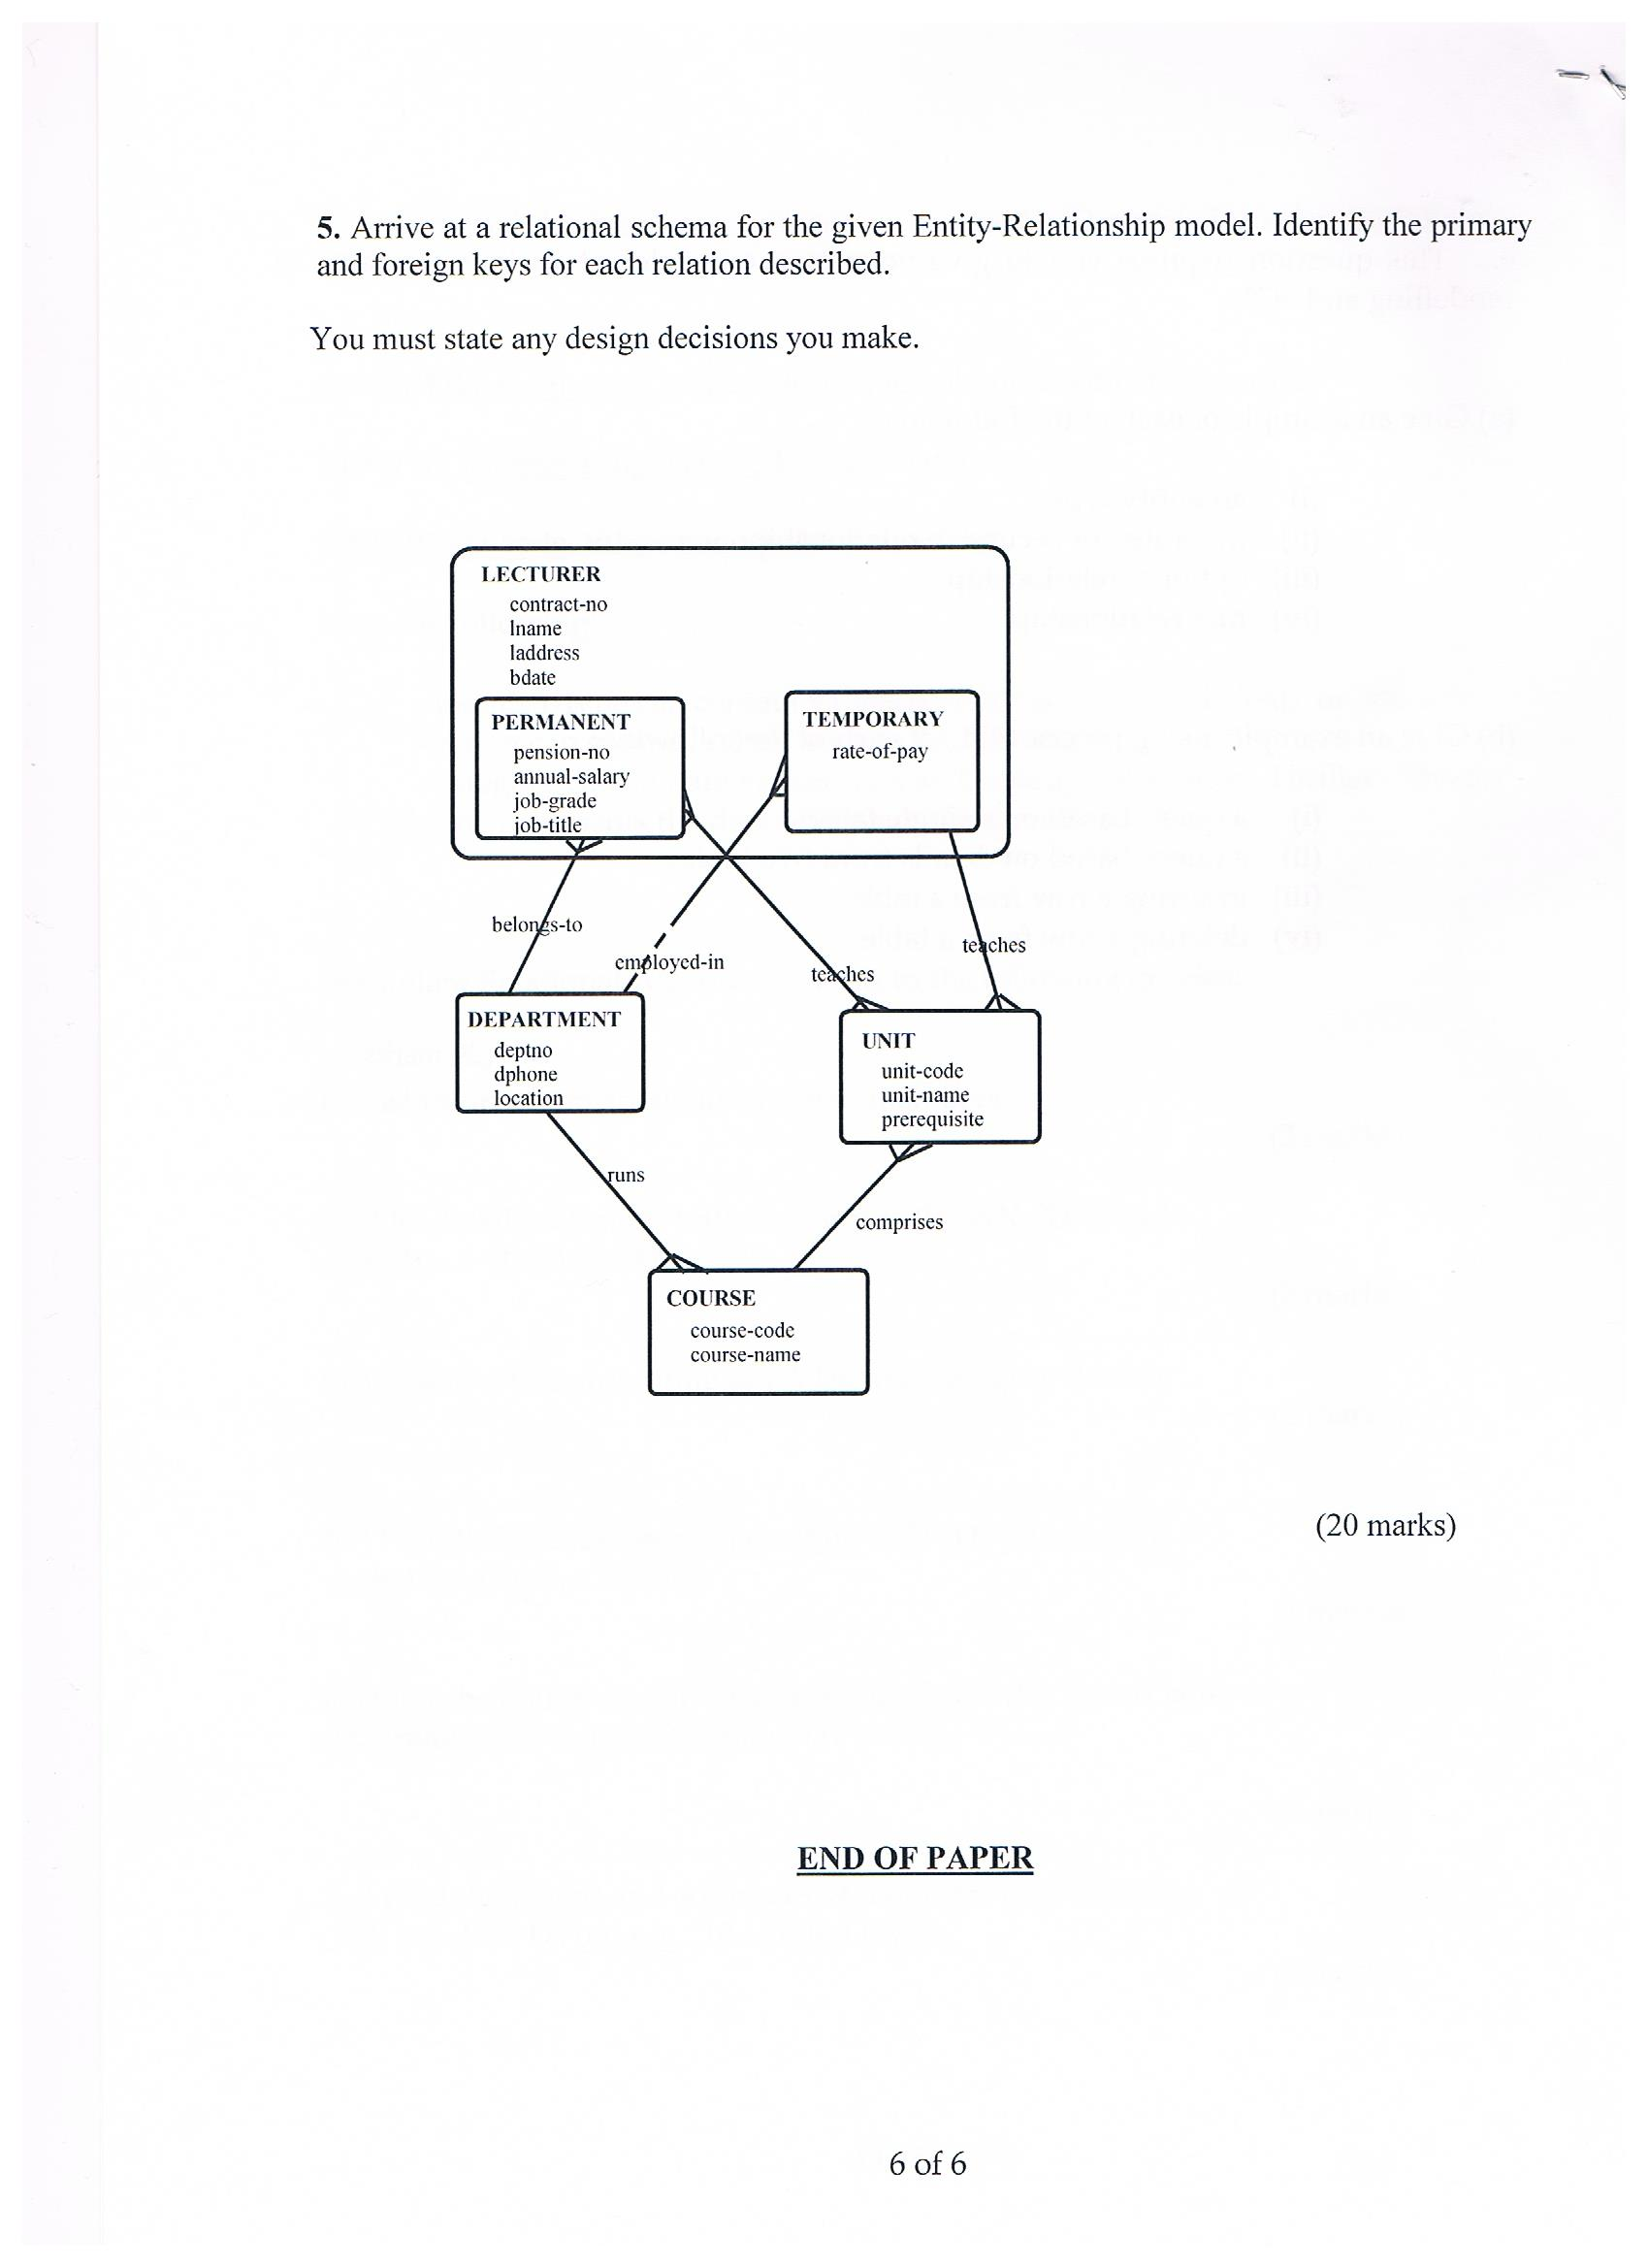 5. Arrive at a relational schema for the given Entity-Relationship model. Identify the primary
and foreign keys for each relation described.
You must state any design decisions you make.
LECTURER
contract-no
lname
laddress
bdate
PERMANENT
pension-no
annual-salary
job-grade
job-title
TEMPORARY
rate-of-pay
belongs-to
employed-in
teaches
teaches
DEPARTMENT
deptno
dphone
location
UNIT
unit-code
unit-name
prerequisite
runs
comprises
COURSE
course-code
course-name
(20 marks)
END OF PAPER
6 of 6